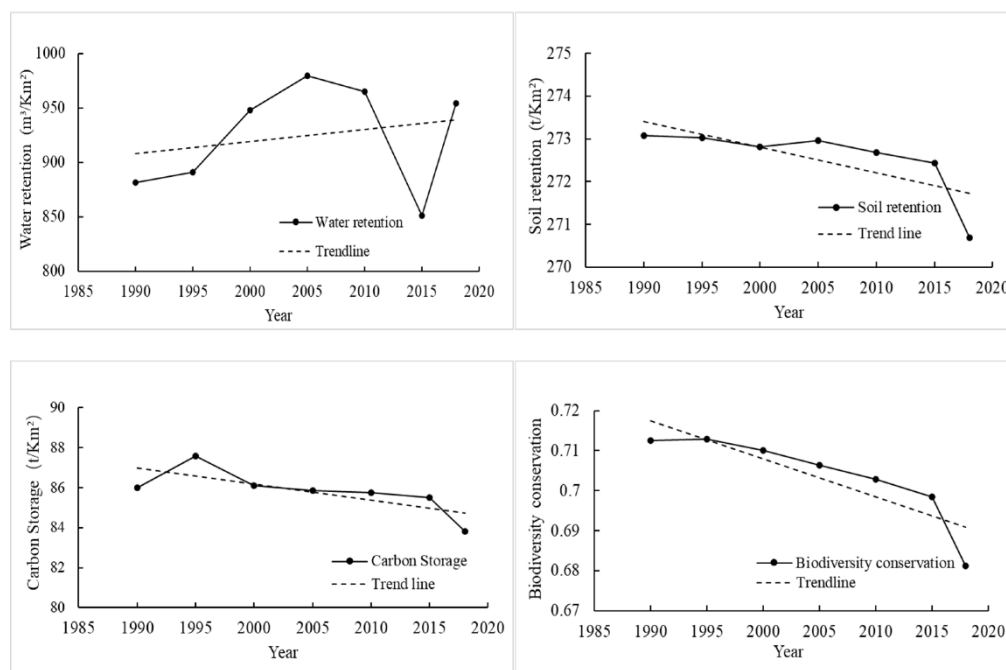 Water retention (m³/Km²)
1000
950
900
850
800
Water retention
Trendline
1985 1990 1995 2000 2005 2010 2015 2020
Year
Soil retention (t/Km²)
275
274
273
272
271
270
Soil retention
Trend line
1985 1990 1995 2000 2005 2010 2015 2020
Year
Carbon Storage (t/Km²)
90
88
86
84
82
80
Carbon Storage
Trend line
1985 1990 1995 2000 2005 2010 2015 2020
Year
Biodiversity conservation
0.72
0.71
0.7
0.69
0.68
0.67
Biodiversity conservation
Trendline
1985 1990 1995 2000 2005 2010 2015 2020
Year